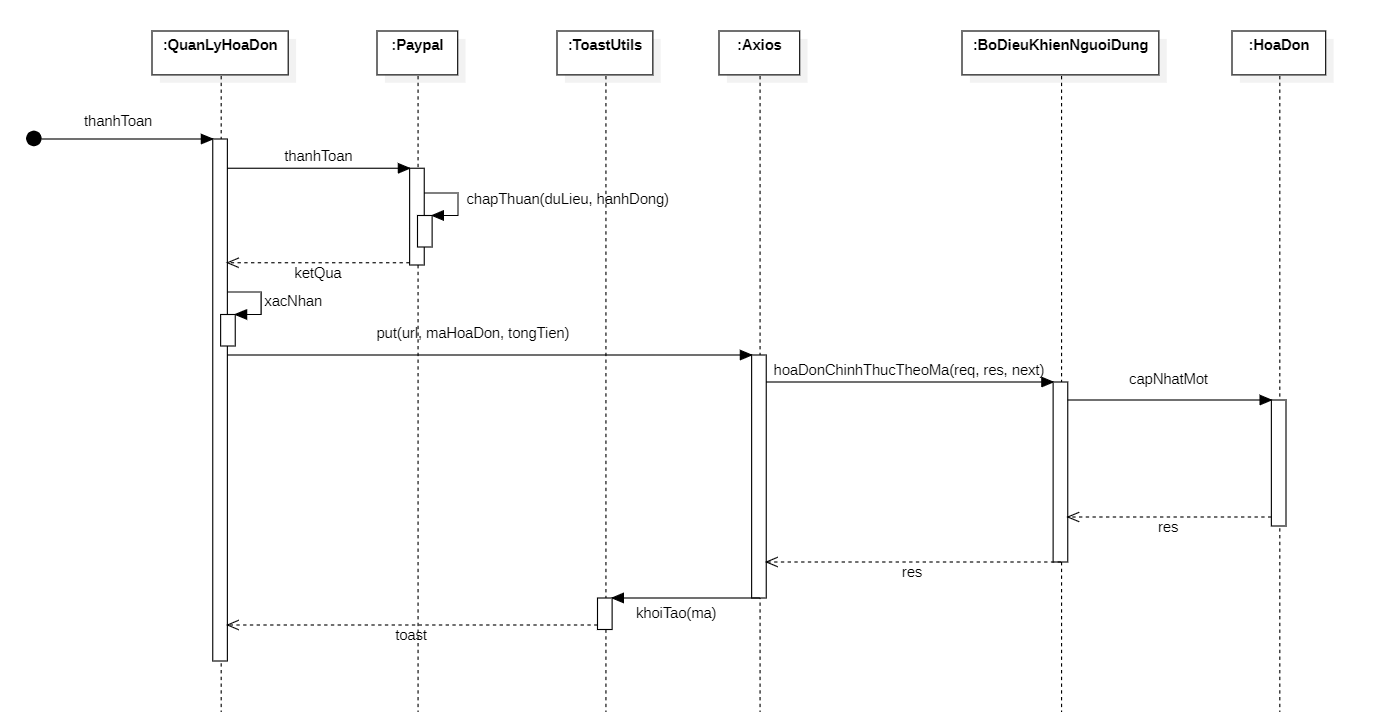 :QuanLyHoaDon
:Paypal
:ToastUtils
:Axios
:BoDieuKhienNguoiDung
:HoaDon
thanhToan
thanhToan
chapThuan(duLieu, hanhDong)
ketQua
xacNhan
put(url, maHoaDon, tongTien)
hoaDonChinhThucTheoMa(req, res, next)
capNhatMot
res
res
khoiTao(ma)
toast